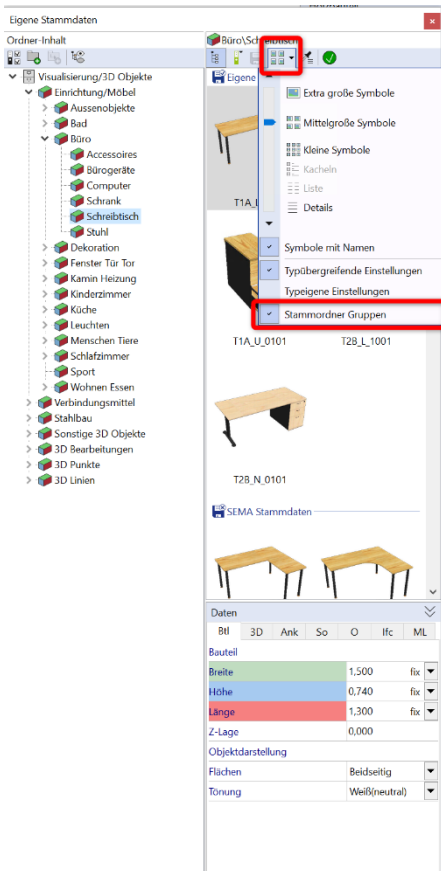 Eigene Stammdaten
Ordner-Inhalt
Visualisierung/3D Objekte
Einrichtung/Möbel
Aussenobjekte
Bad
Büro
Accessoires
Bürogeräte
Computer
Schrank
Schreibtisch
Stuhl
Dekoration
Fenster Tür Tor
Kamin Heizung
Kinderzimmer
Küche
Leuchten
Menschen Tiere
Schlafzimmer
Sport
Wohnen Essen
Verbindungsmittel
Stahlbau
Sonstige 3D Objekte
3D Bearbeitungen
3D Punkte
3D Linien
Büro\Schreibtisch
Eigene
Extra große Symbole
Mittelgroße Symbole
Kleine Symbole
Kacheln
Liste
Details
Symbole mit Namen
Typübergreifende Einstellungen
Typeigene Einstellungen
Stammordner Gruppen
T1A_U_0101 T2B_L_1001
T2B_N_0101
SEMA Stammdaten
Daten
Btl 3D Ank So O Ifc ML
Bauteil
Breite 1,500 fix
Höhe 0,740 fix
Länge 1,300 fix
Z-Lage 0,000
Objektdarstellung
Flächen Beidseitig
Tönung Weiß(neutral)